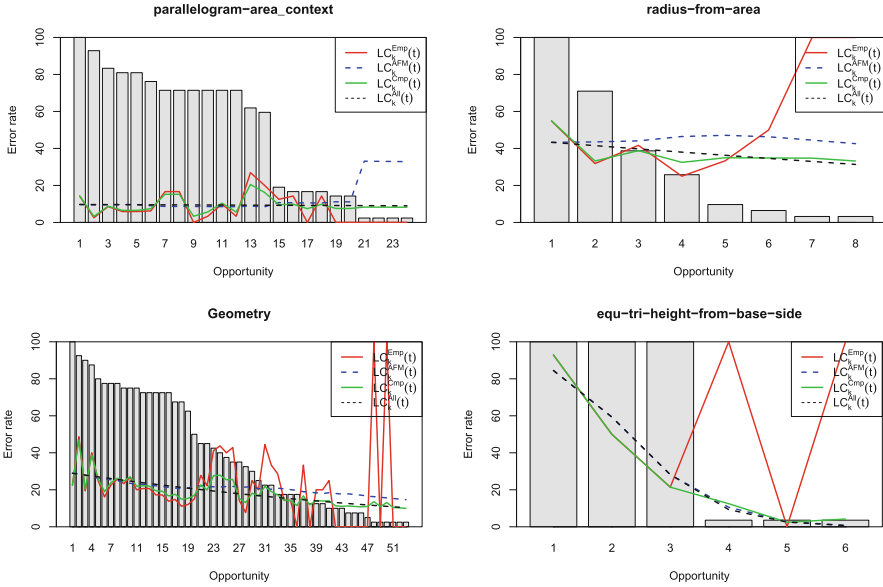 parallelogram−area_context
LC_k^Emp(t)
LC_k^AFM(t)
LC_k^Cmp(t)
LC_k^All(t)
Error rate
0 20 40 60 80 100
1 3 5 7 9 11 13 15 17 19 21 23
Opportunity
radius−from−area
LC_k^Emp(t)
LC_k^AFM(t)
LC_k^Cmp(t)
LC_k^All(t)
Error rate
0 20 40 60 80 100
1 2 3 4 5 6 7 8
Opportunity
Geometry
LC_k^Emp(t)
LC_k^AFM(t)
LC_k^Cmp(t)
LC_k^All(t)
Error rate
0 20 40 60 80 100
1 4 7 11 15 19 23 27 31 35 39 43 47 51
Opportunity
equ−tri−height−from−base−side
LC_k^Emp(t)
LC_k^AFM(t)
LC_k^Cmp(t)
LC_k^All(t)
Error rate
0 20 40 60 80 100
1 2 3 4 5 6
Opportunity